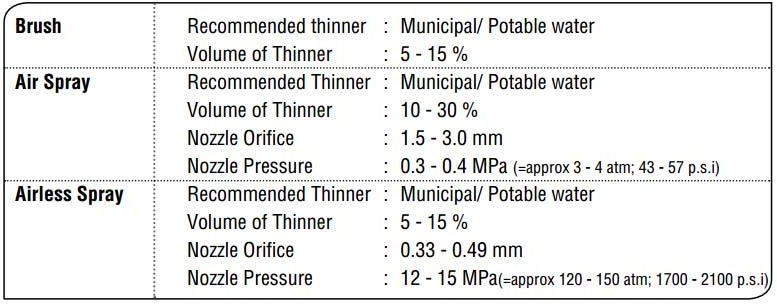 Brush Recommended thinner : Municipal/ Potable water
Volume of Thinner : 5 - 15 %
Air Spray Recommended Thinner : Municipal/ Potable water
Volume of Thinner : 10 - 30 %
Nozzle Orifice : 1.5 - 3.0 mm
Nozzle Pressure : 0.3 - 0.4 MPa (=approx 3 - 4 atm; 43 - 57 p.s.i)
Airless Spray Recommended Thinner : Municipal/ Potable water
Volume of Thinner : 5 - 15 %
Nozzle Orifice : 0.33 - 0.49 mm
Nozzle Pressure : 12 - 15 MPa(=approx 120 - 150 atm; 1700 - 2100 p.s.i)